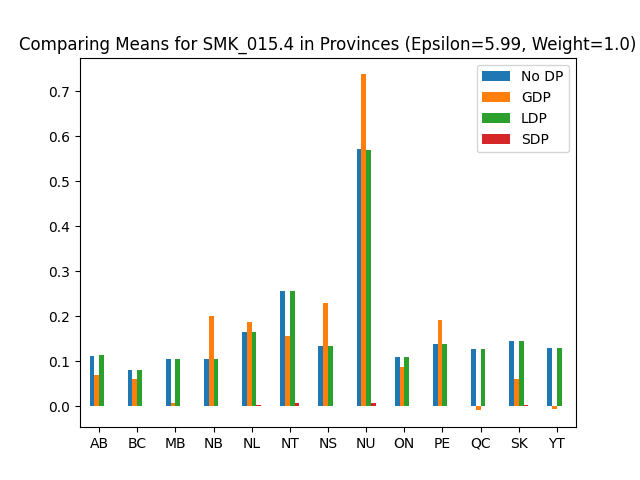 Comparing Means for SMK_015.4 in Provinces (Epsilon=5.99, Weight=1.0)
No DP
GDP
LDP
SDP
0.7
0.6
0.5
0.4
0.3
0.2
0.1
0.0
AB BC MB NB NL NT NS NU ON PE QC SK YT